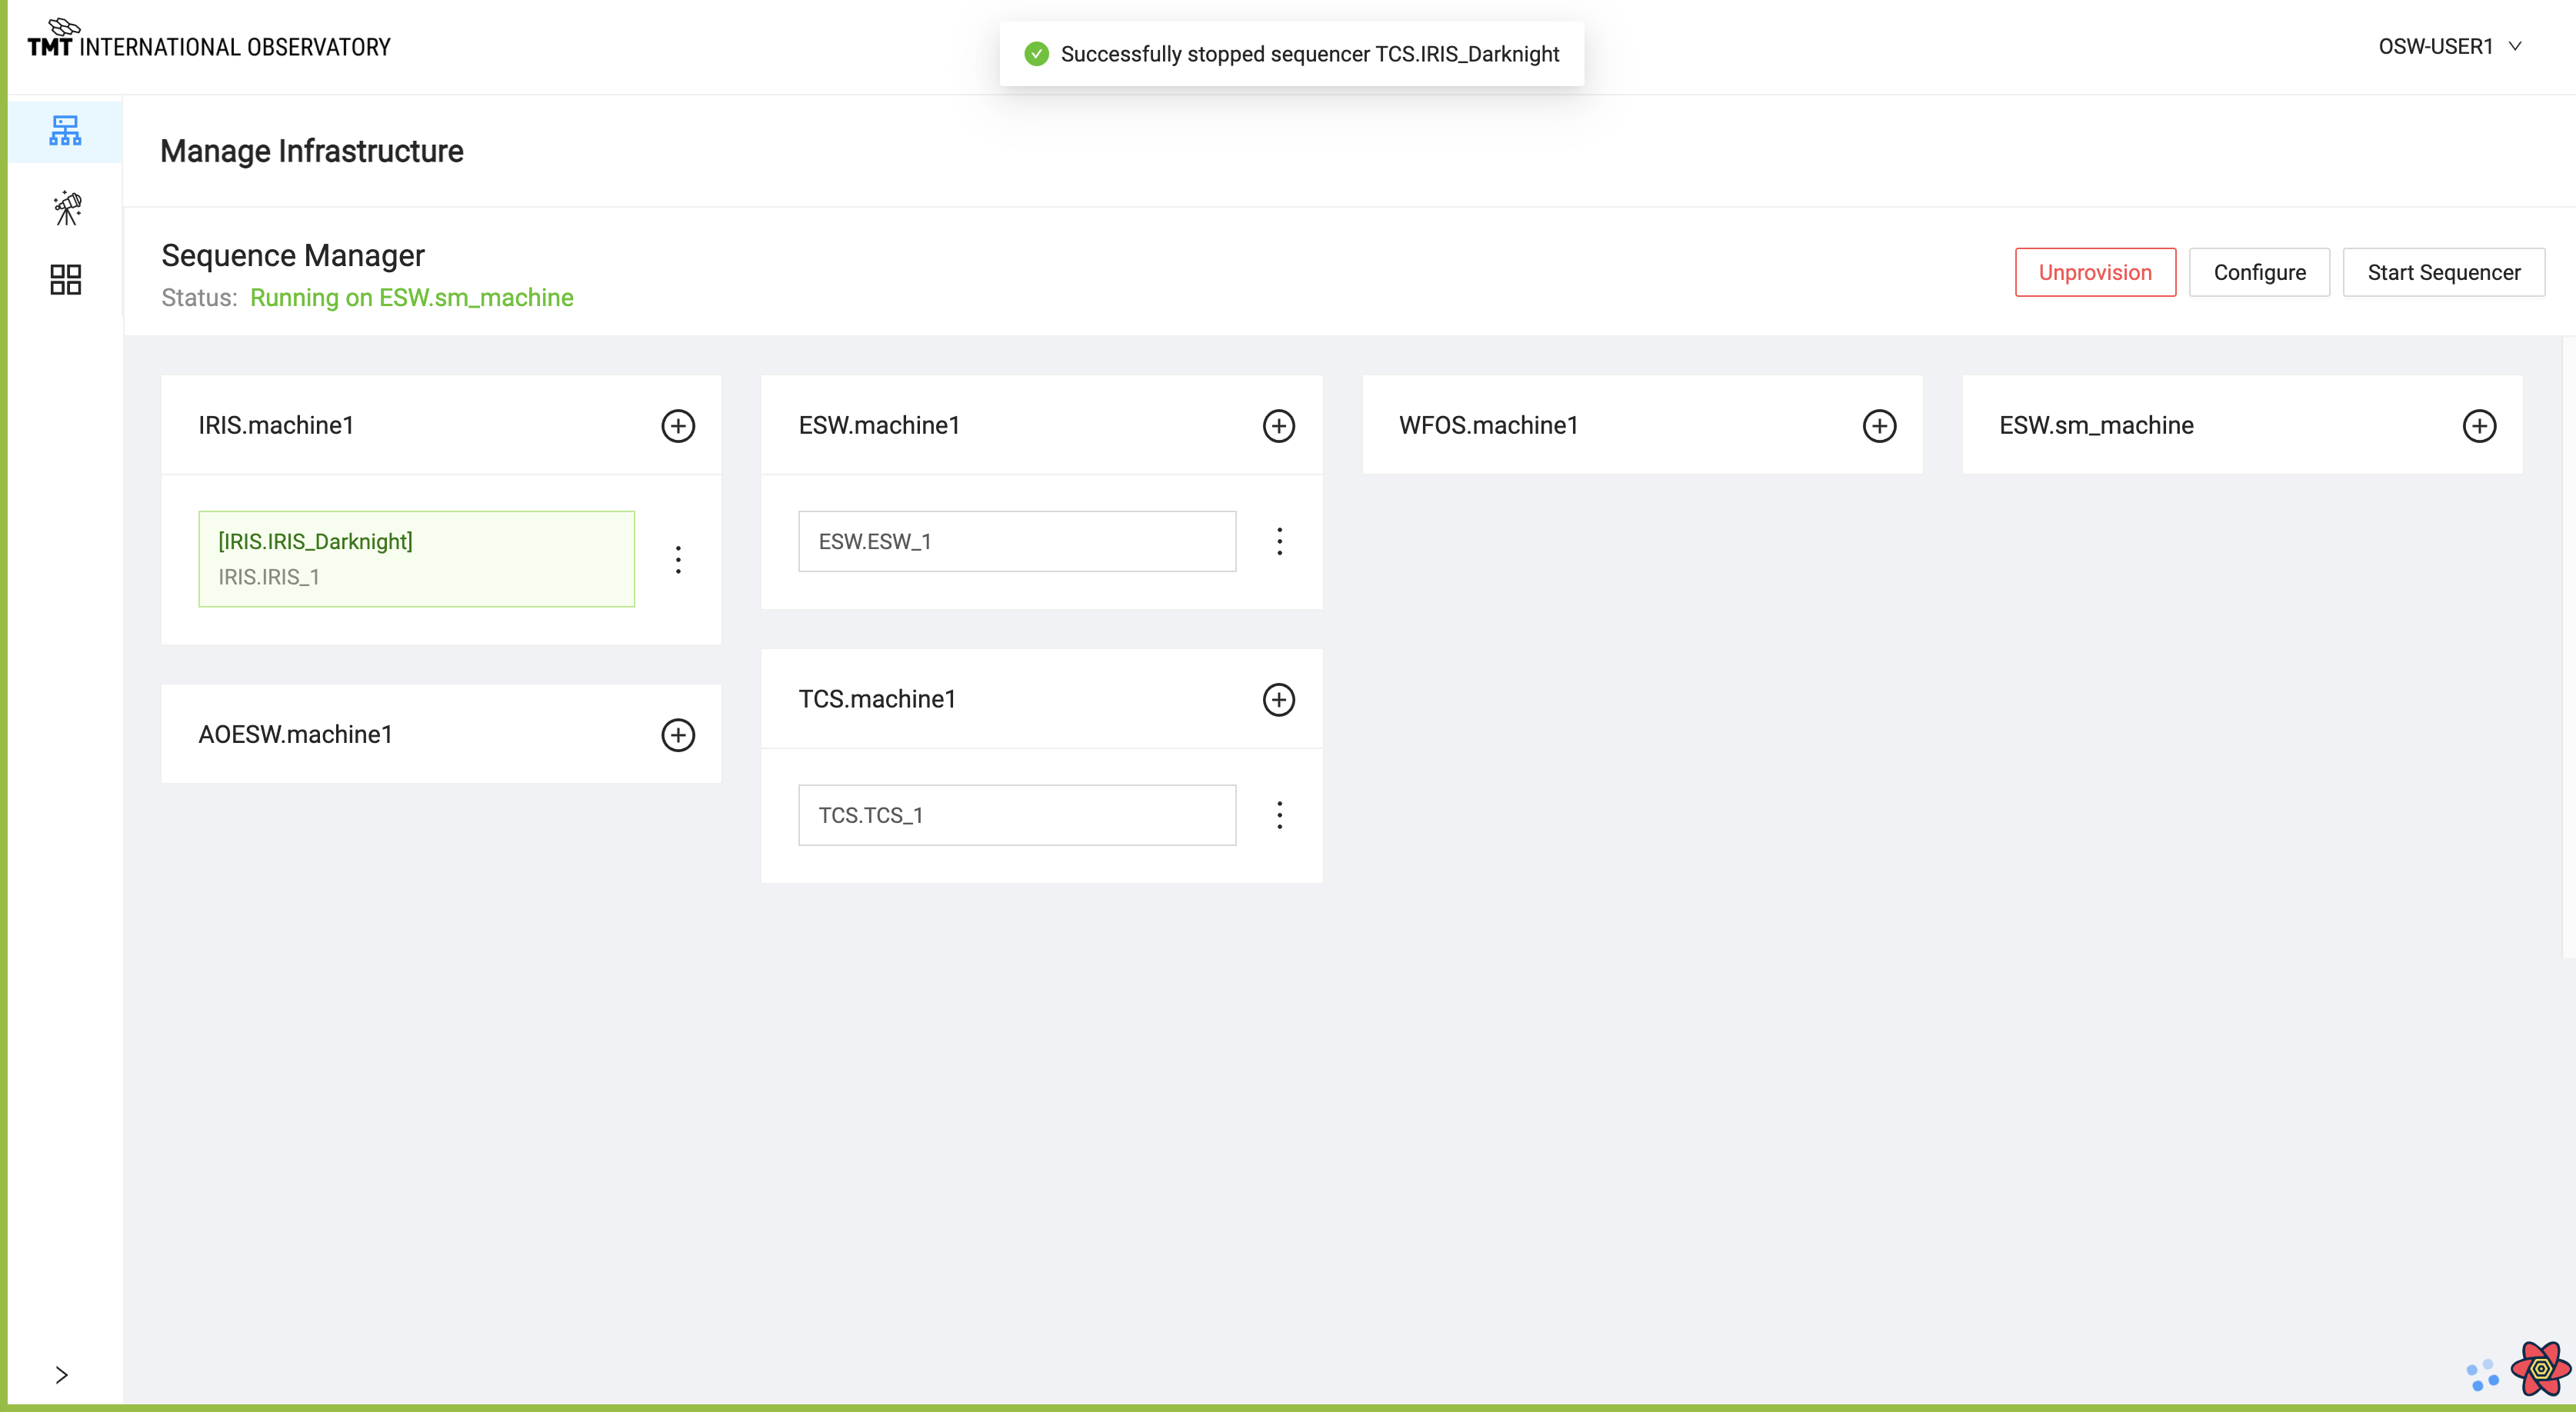 TMT INTERNATIONAL OBSERVATORY
Successfully stopped sequencer TCS.IRIS_Darknight
OSW-USER1
Manage Infrastructure
Sequence Manager
Status: Running on ESW.sm_machine
Unprovision
Configure
Start Sequencer
IRIS.machine1
[IRIS.IRIS_Darknight]
IRIS.IRIS_1
AOESW.machine1
ESW.machine1
ESW.ESW_1
TCS.machine1
TCS.TCS_1
WFOS.machine1
ESW.sm_machine